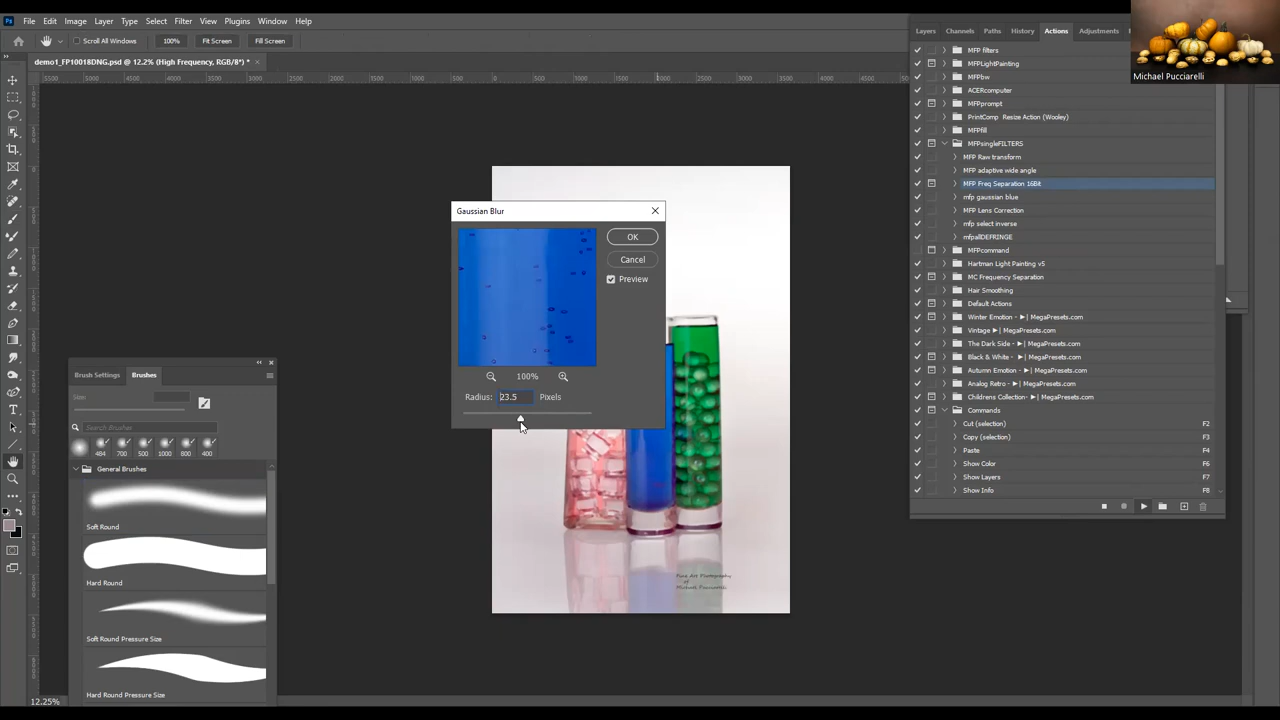 File Edit Image Layer Type Select Filter View Plugins Window Help
Scroll All Windows 100% Fit Screen Fill Screen
demo1_FP10018DNG.psd @ 12.2% (High Frequency, RGB/8*) *
Layers Channels Paths History Actions Adjustments
MFP filters
MFPLightPainting
MFPbw
ACERcomputer
MFPprompt
PrintComp Resize Action (Wooley)
MFPfill
MFPsingleFILTERS
MFP Raw transform
MFP adaptive wide angle
MFP Freq Separation 16Bit
mfp gaussian blue
MFP Lens Correction
mfp select inverse
mfpallDEFRINGE
MFPcommand
Hartman Light Painting v5
MC Frequency Separation
Hair Smoothing
Default Actions
Winter Emotion - ►| MegaPresets.com
Vintage ►| MegaPresets.com
The Dark Side - ►| MegaPresets.com
Black & White - ►| MegaPresets.com
Autumn Emotion - ►| MegaPresets.com
Analog Retro - ►| MegaPresets.com
Childrens Collection- ►| MegaPresets.com
Commands
Cut (selection) F2
Copy (selection) F3
Paste F4
Show Color F6
Show Layers F7
Show Info F8
Michael Pucciarelli
Gaussian Blur
OK
Cancel
Preview
100%
Radius: 23.5 Pixels
Brush Settings Brushes
Size
Search Brushes
484 700 500 1000 800 400
General Brushes
Soft Round
Hard Round
Soft Round Pressure Size
Hard Round Pressure Size
Fine Art Photography
of
Michael Pucciarelli
12.25%